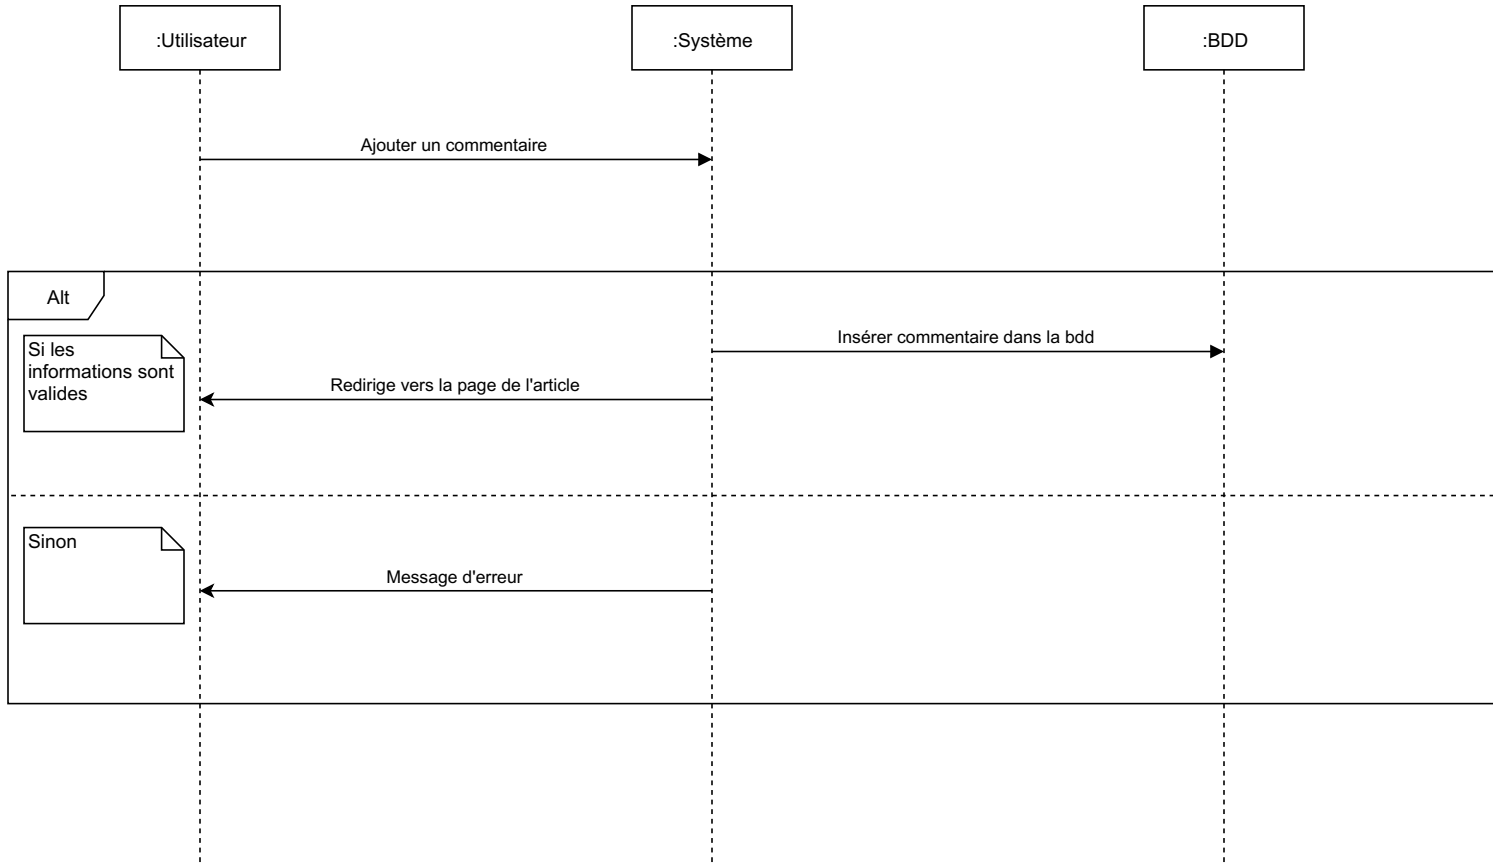 :Utilisateur
:Système
:BDD
Ajouter un commentaire
Alt
Si les
informations sont
valides
Insérer commentaire dans la bdd
Redirige vers la page de l'article
Sinon
Message d'erreur